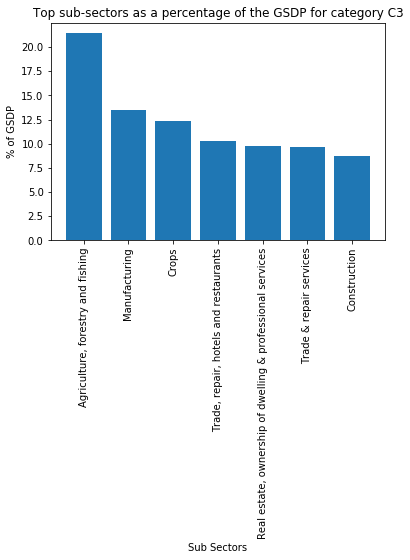 Top sub-sectors as a percentage of the GSDP for category C3
% of GSDP
20.0
17.5
15.0
12.5
10.0
7.5
5.0
2.5
0.0
Agriculture, forestry and fishing
Manufacturing
Crops
Trade, repair, hotels and restaurants
Real estate, ownership of dwelling & professional services
Trade & repair services
Construction
Sub Sectors